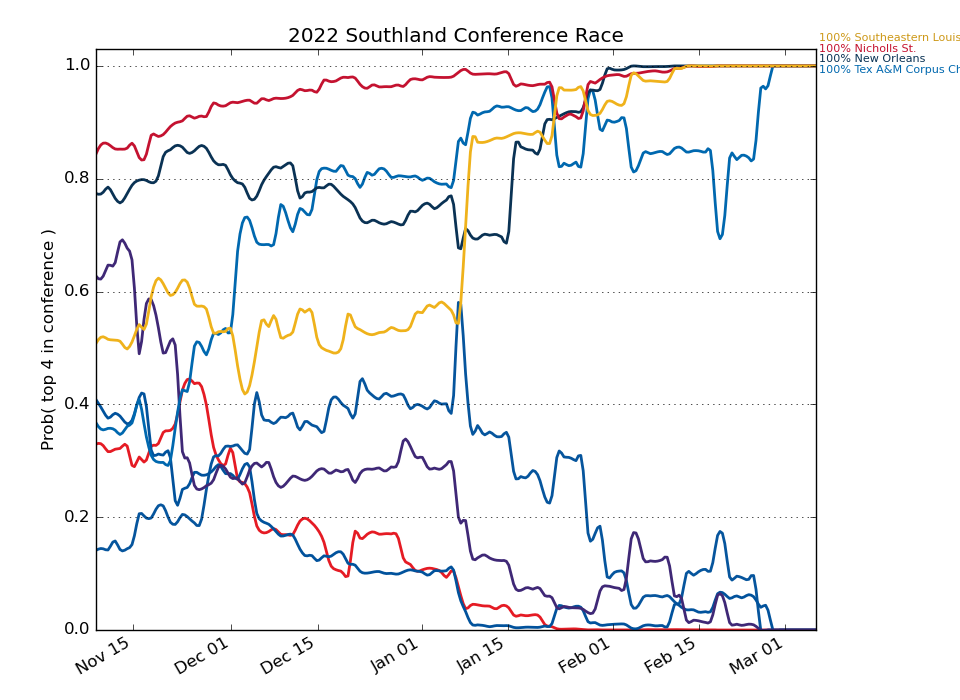 2022 Southland Conference Race
100% Southeastern Louis
100% Nicholls St.
100% New Orleans
100% Tex A&M Corpus Ch
Prob( top 4 in conference )
1.0
0.8
0.6
0.4
0.2
0.0
Nov 15
Dec 01
Dec 15
Jan 01
Jan 15
Feb 01
Feb 15
Mar 01